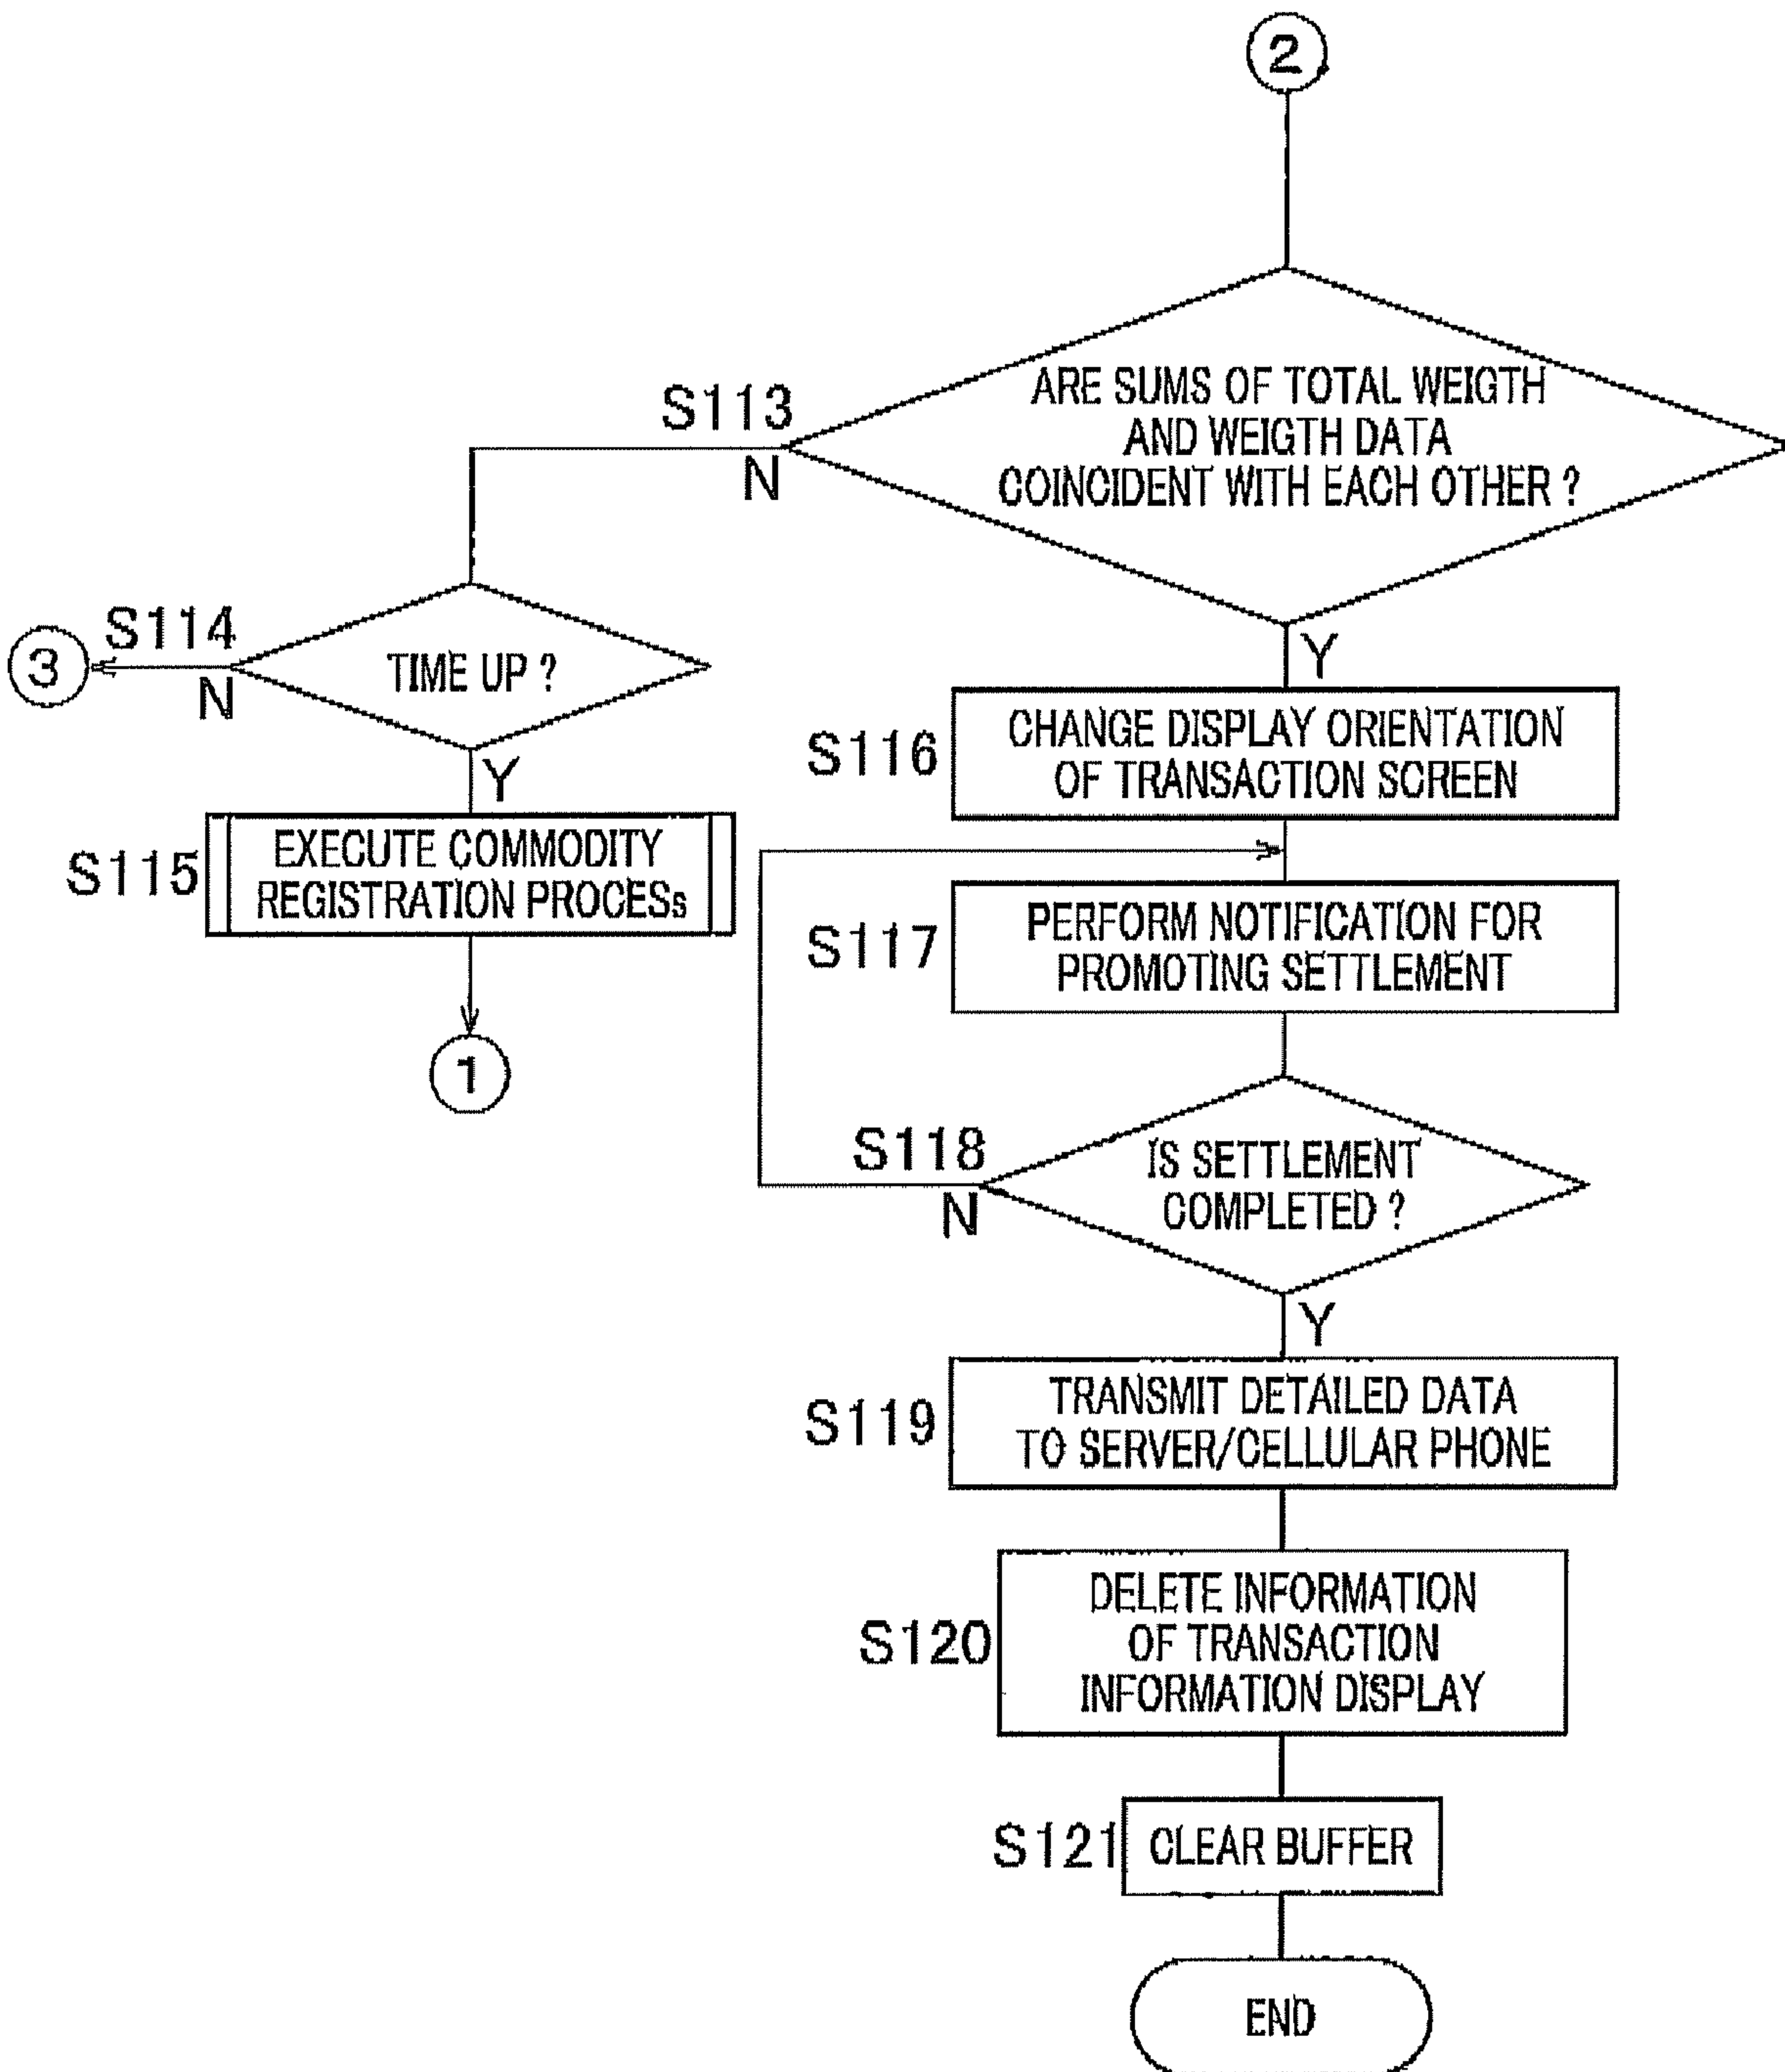 2
S113
ARE SUMS OF TOTAL WEIGTH
AND WEIGTH DATA
COINCIDENT WITH EACH OTHER ?
N
Y
S114
3
N
TIME UP ?
Y
S115
EXECUTE COMMODITY
REGISTRATION PROCESs
1
S116
CHANGE DISPLAY ORIENTATION
OF TRANSACTION SCREEN
S117
PERFORM NOTIFICATION FOR
PROMOTING SETTLEMENT
S118
N
IS SETTLEMENT
COMPLETED ?
Y
S119
TRANSMIT DETAILED DATA
TO SERVER/CELLULAR PHONE
S120
DELETE INFORMATION
OF TRANSACTION
INFORMATION DISPLAY
S121
CLEAR BUFFER
END